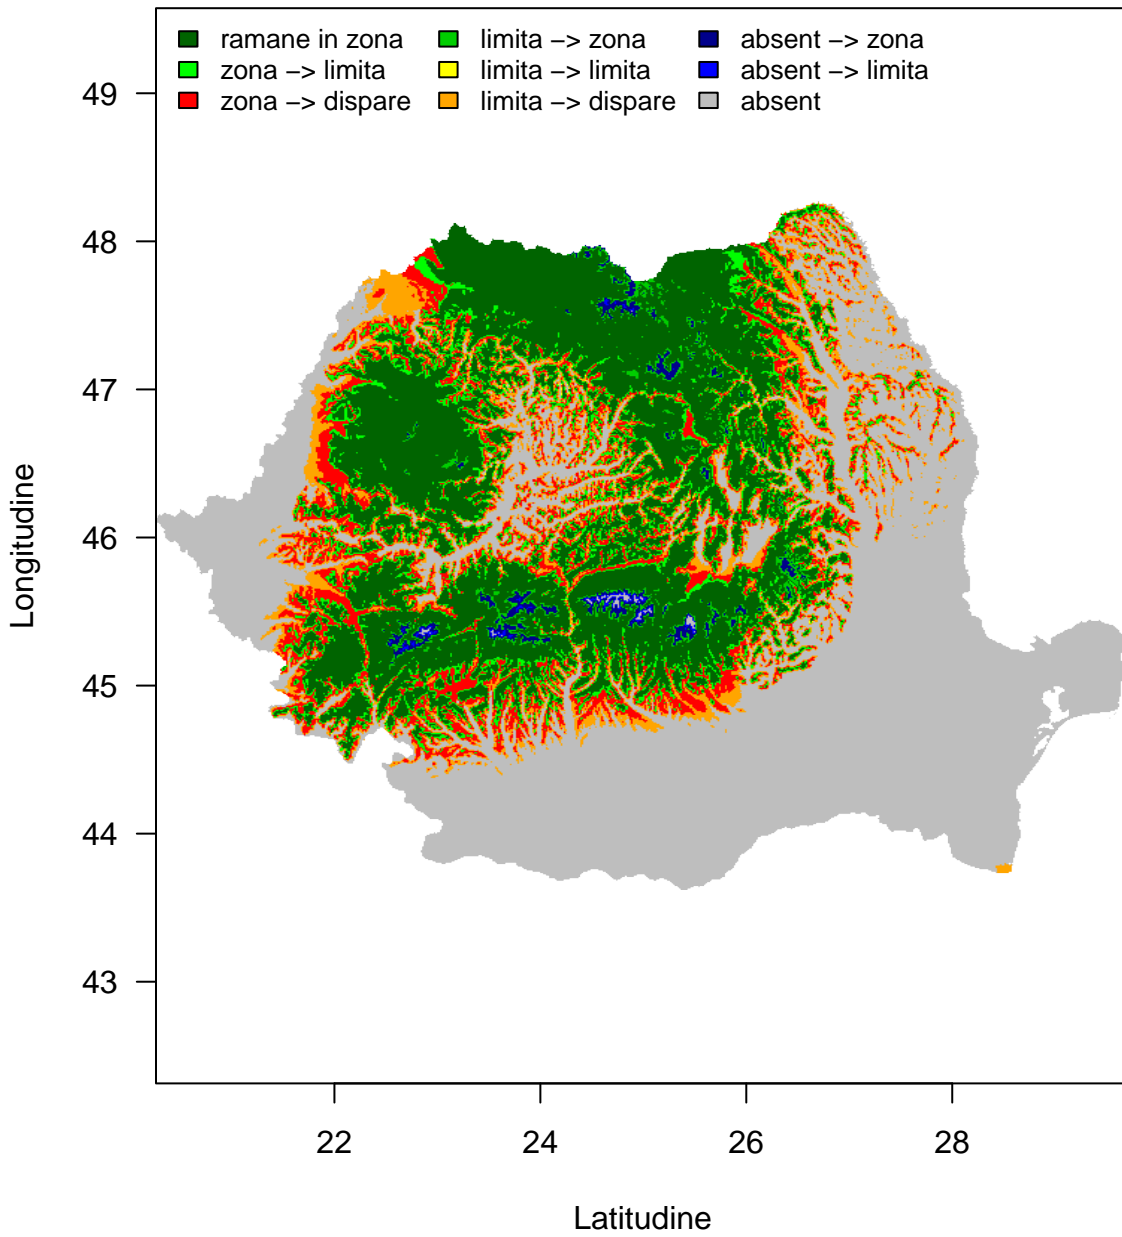 ramane in zona
limita −> zona
absent −> zona
zona −> limita
limita −> limita
absent −> limita
zona −> dispare
limita −> dispare
absent
49
48
47
46
45
44
43
Longitudine
22
24
26
28
Latitudine